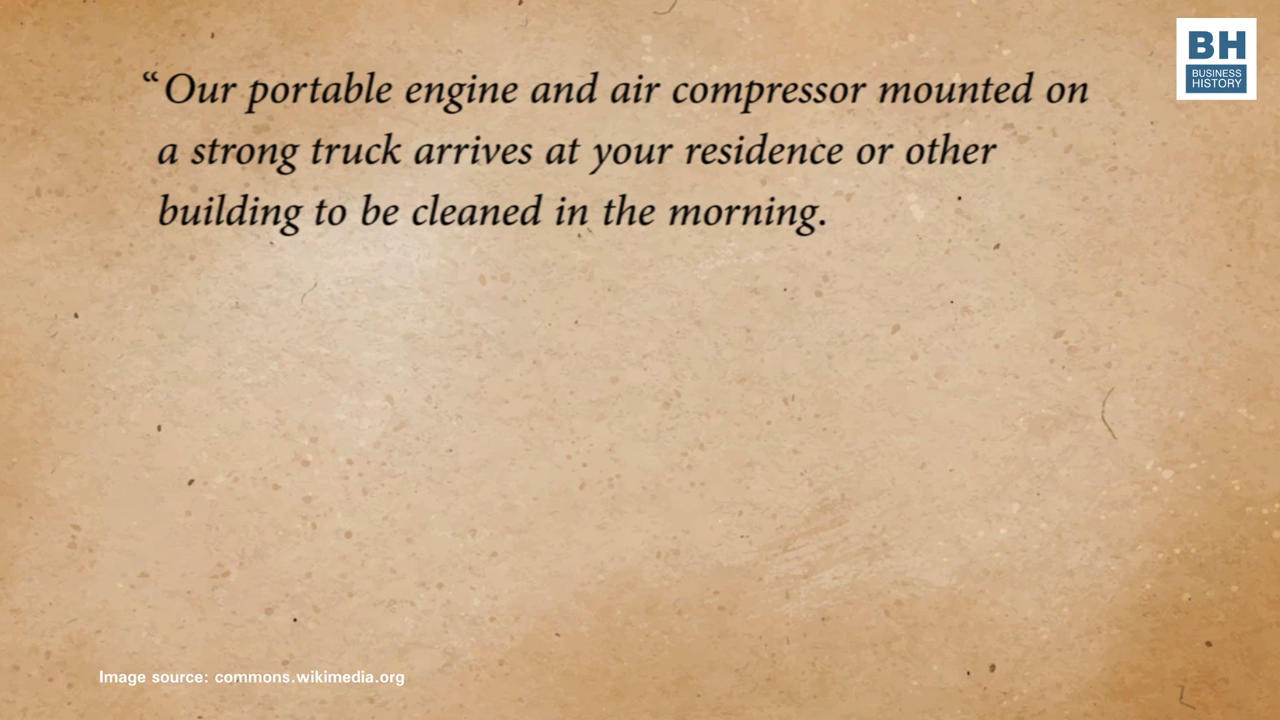 “Our portable engine and air compressor mounted on
a strong truck arrives at your residence or other
building to be cleaned in the morning.
BH
BUSINESS
HISTORY
Image source: commons.wikimedia.org